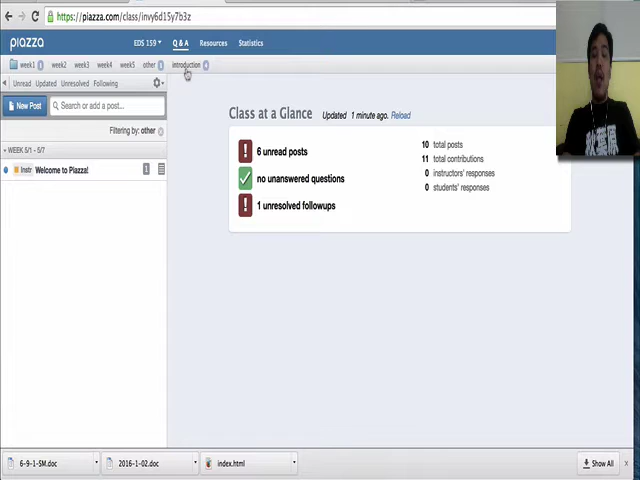 https://piazza.com/class/invy6d15y7b3z
piazza EDS 159 Q & A Resources Statistics
week1 week2 week3 week4 week5 other introduction
Unread Updated Unresolved Following
New Post Search or add a post...
Filtering by: other
WEEK 5/1 - 5/7
Instr Welcome to Piazza! 1
Class at a Glance Updated 1 minute ago. Reload
6 unread posts
no unanswered questions
1 unresolved followups
10 total posts
11 total contributions
0 instructors' responses
0 students' responses
6-9-1-SM.doc 2016-1-02.doc index.html Show All